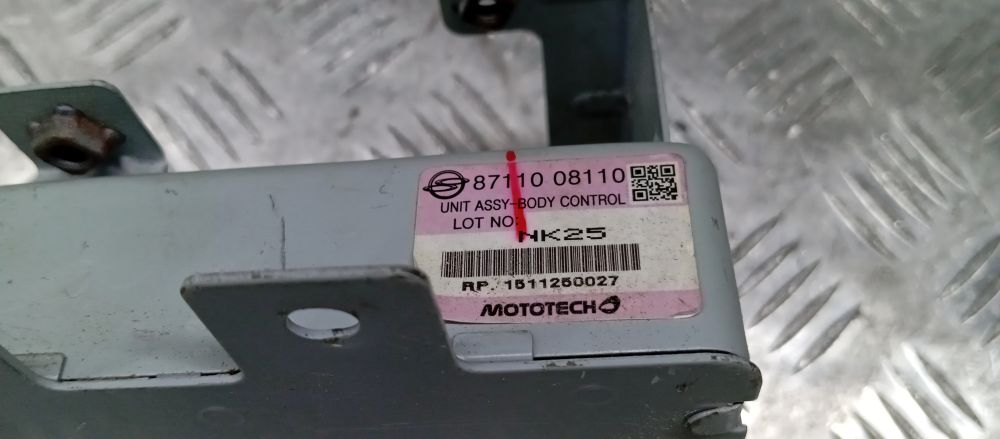 87110 08110
UNIT ASSY-BODY CONTROL
LOT NO:
NK25
RP. 1511250027
MOTOTECH